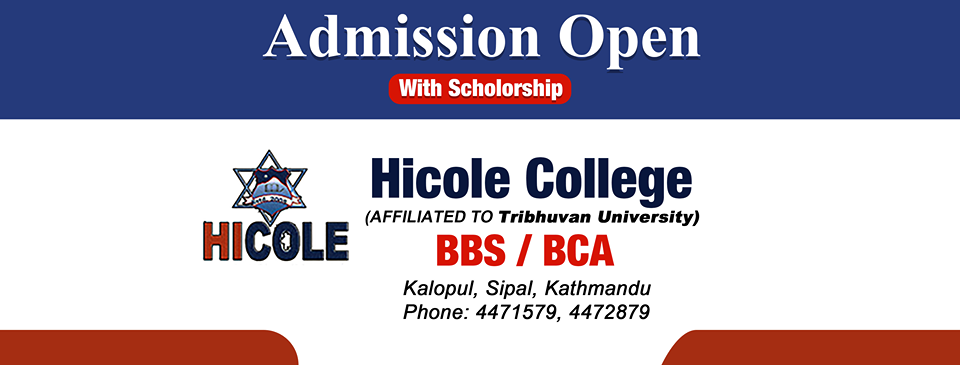 Admission Open
With Scholorship
Hicole College
(AFFILIATED TO Tribhuvan University)
BBS / BCA
Kalopul, Sipal, Kathmandu
Phone: 4471579, 4472879
HICOLE